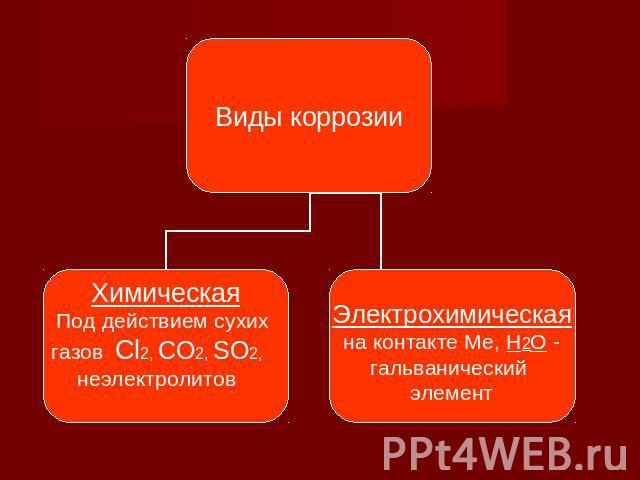 Виды коррозии
Химическая
Под действием сухих
газов Cl2, CO2, SO2,
неэлектролитов
Электрохимическая
на контакте Ме, H2O -
гальванический
элемент
PPt4WEB.ru